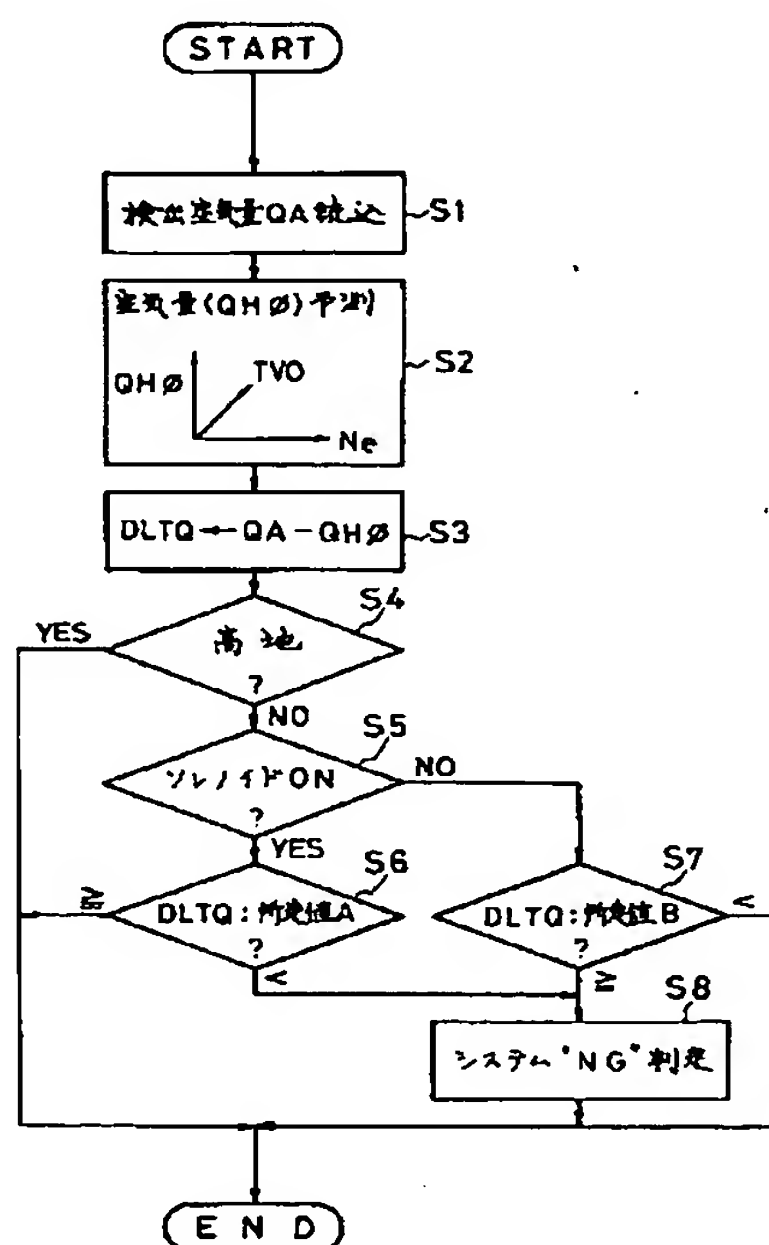 START
検出空気量QA読込
S1
空気量(QHØ)予測
S2
QHØ
TVO
Ne
DLTQ←QA-QHØ
S3
S4
YES
高地
?
NO
S5
ソレノイドON
NO
?
YES
S6
S7
≧
DLTQ:所定値A
DLTQ:所定値B
<
?
?
<
≧
S8
システム"NG"判定
END